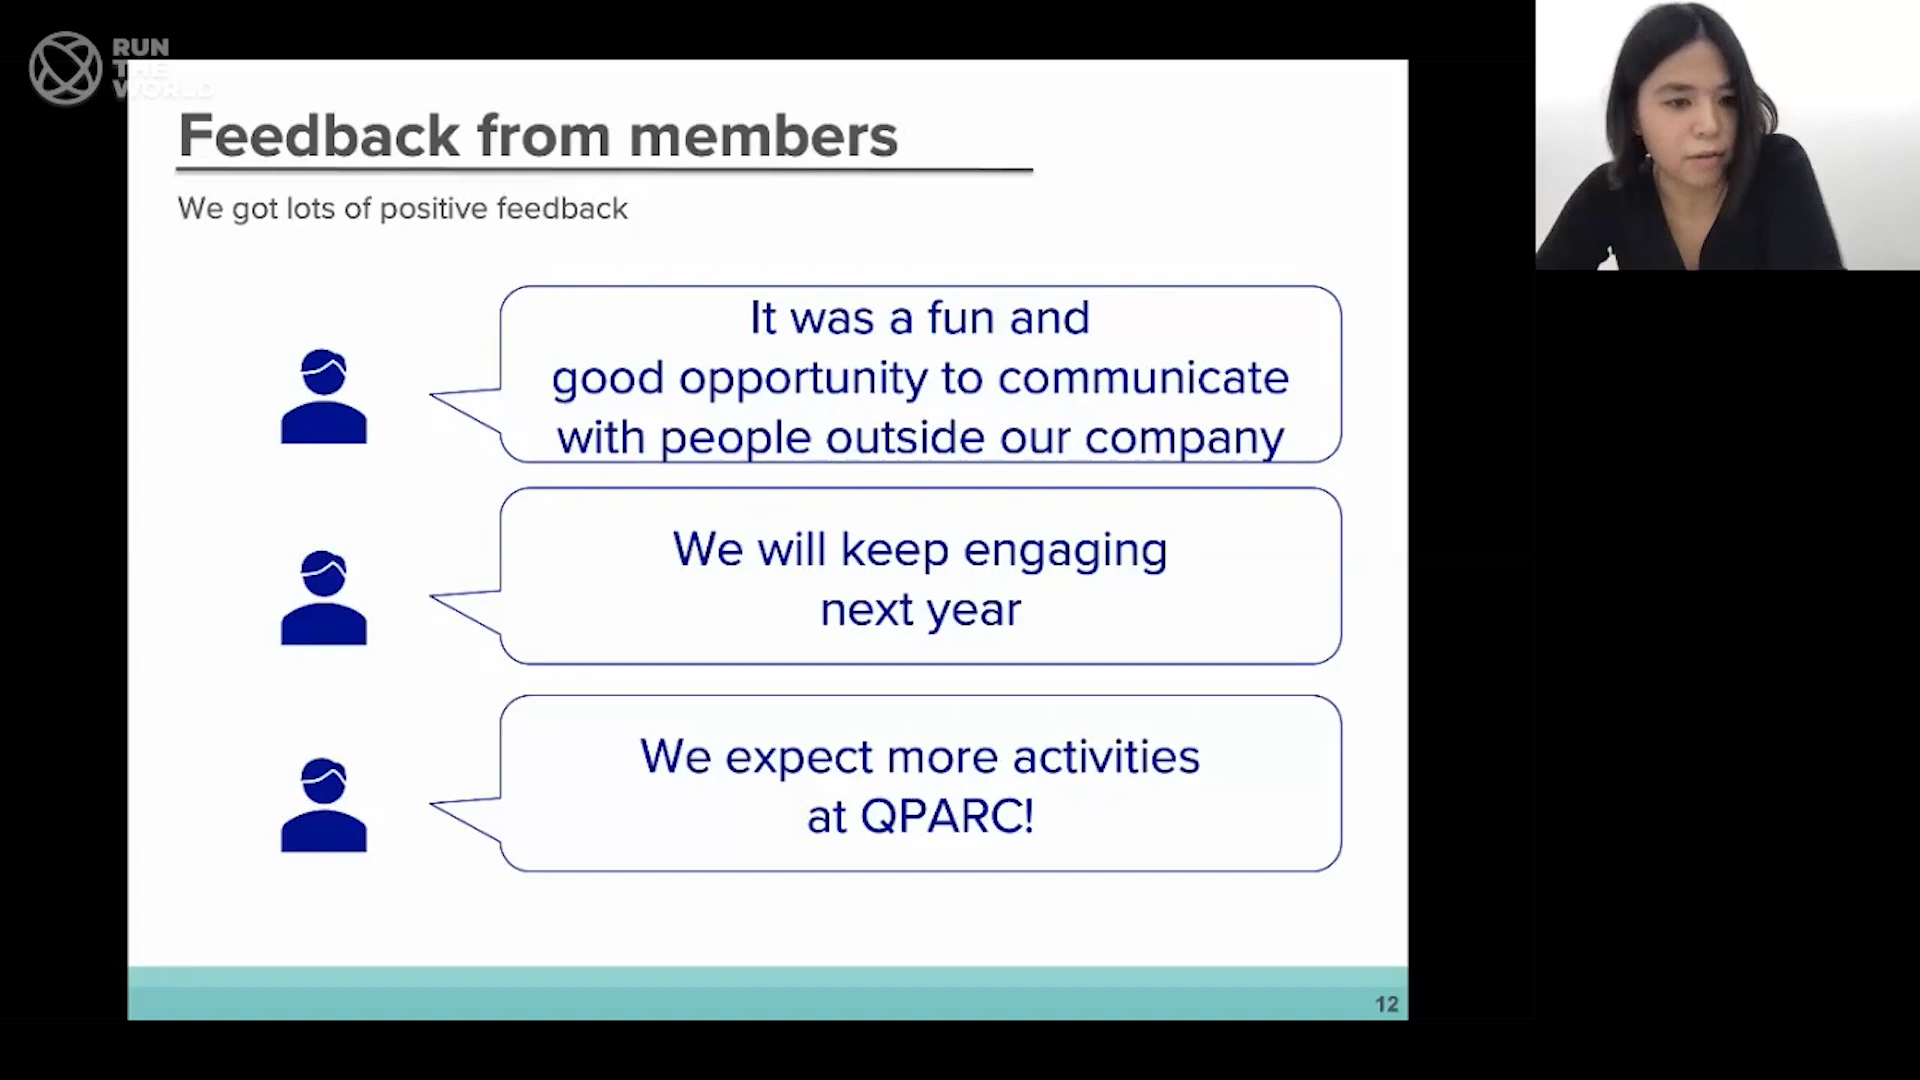 RUN
THE
WORLD
Feedback from members
We got lots of positive feedback
It was a fun and
good opportunity to communicate
with people outside our company
We will keep engaging
next year
We expect more activities
at QPARC!
12